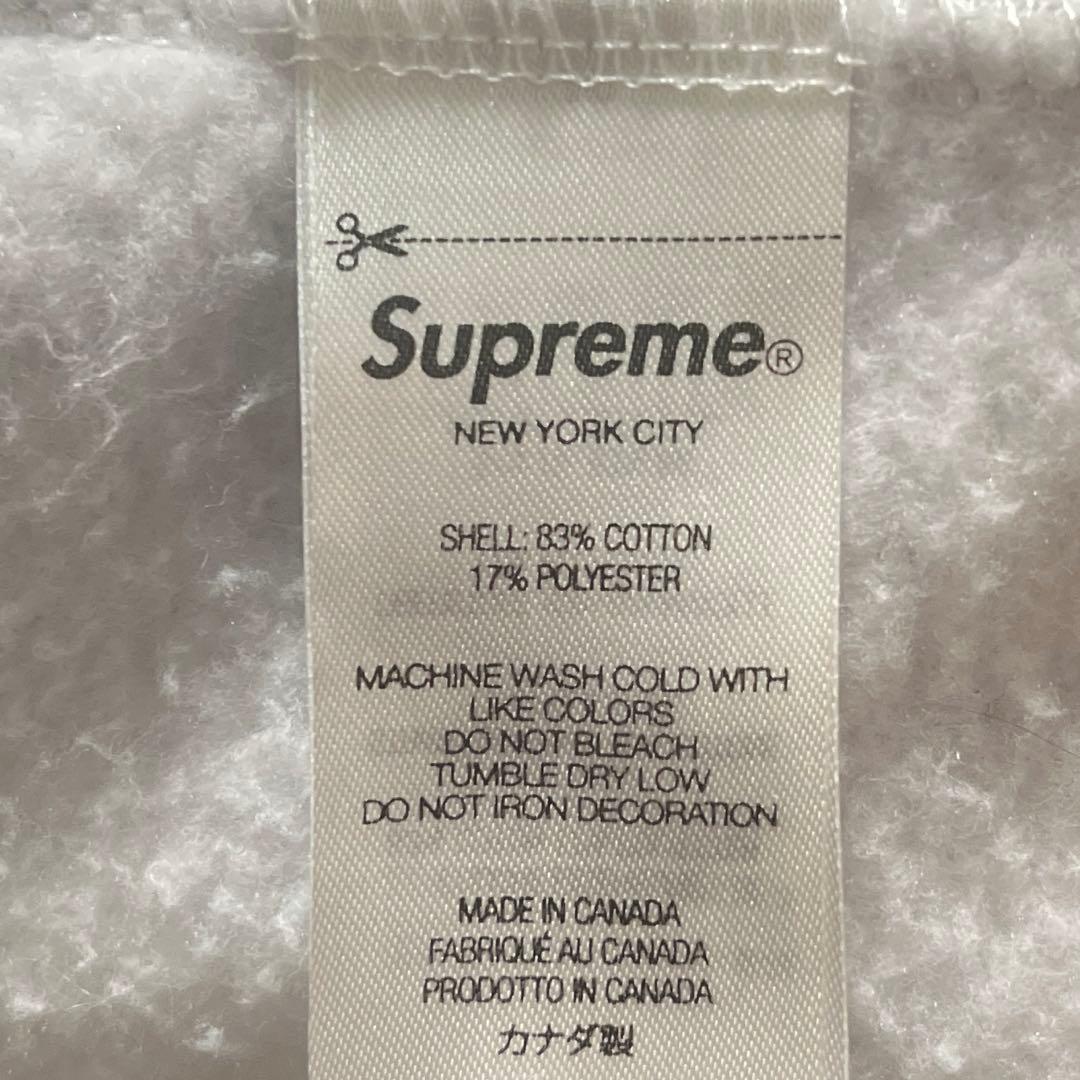 Supreme®
NEW YORK CITY
SHELL: 83% COTTON
17% POLYESTER
MACHINE WASH COLD WITH
LIKE COLORS
DO NOT BLEACH
TUMBLE DRY LOW
DO NOT IRON DECORATION
MADE IN CANADA
FABRIQUÉ AU CANADA
PRODOTTO IN CANADA
カナダ製